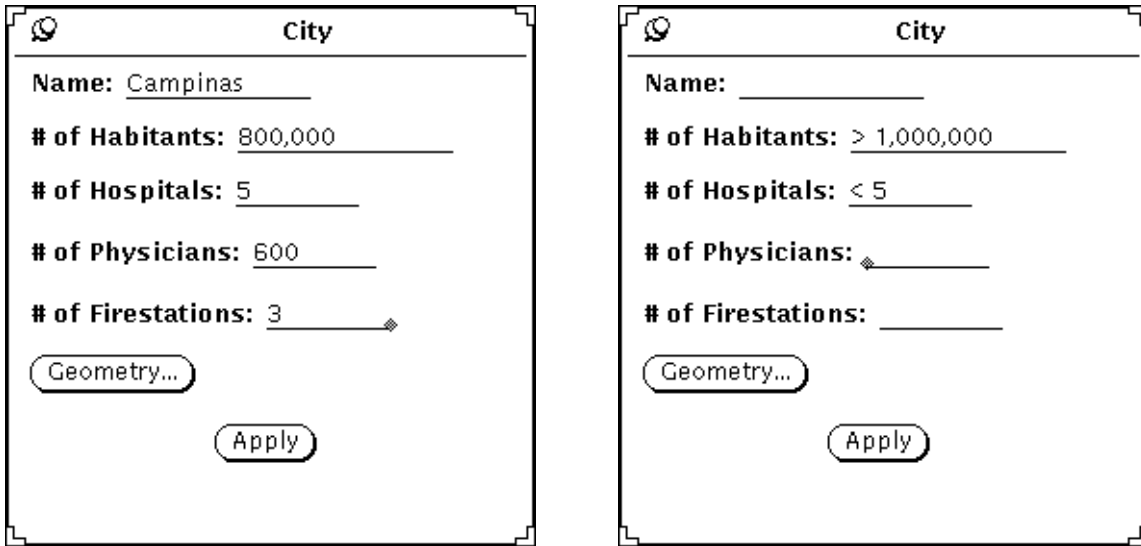 City
Name: Campinas
# of Habitants: 800,000
# of Hospitals: 5
# of Physicians: 600
# of Firestations: 3
Geometry...
Apply
City
Name:
# of Habitants: > 1,000,000
# of Hospitals: < 5
# of Physicians:
# of Firestations:
Geometry...
Apply